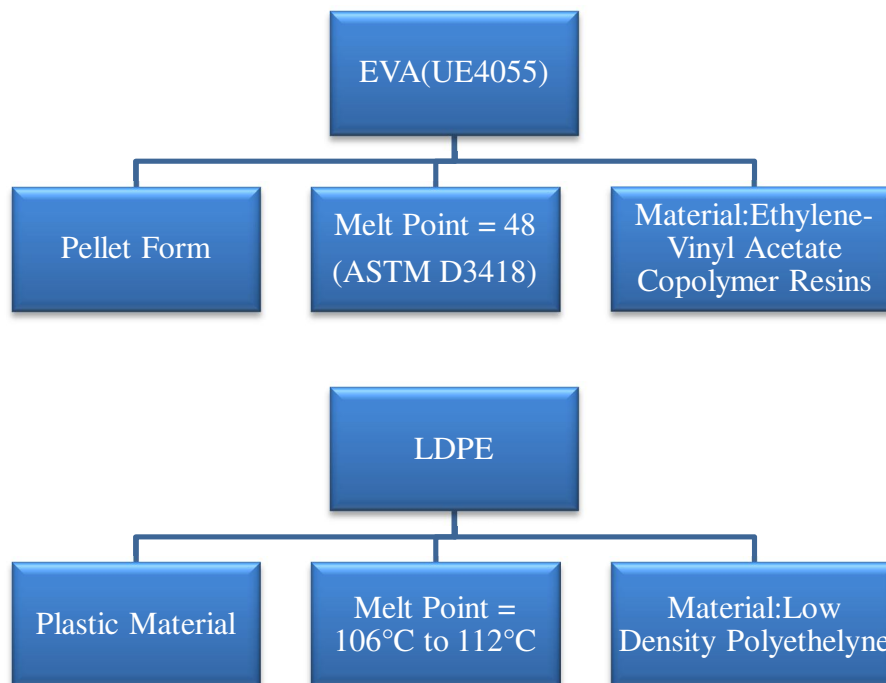 EVA(UE4055)
Pellet Form
Melt Point = 48
(ASTM D3418)
Material:Ethylene-
Vinyl Acetate
Copolymer Resins
LDPE
Plastic Material
Melt Point =
106°C to 112°C
Material:Low
Density Polyethelyne